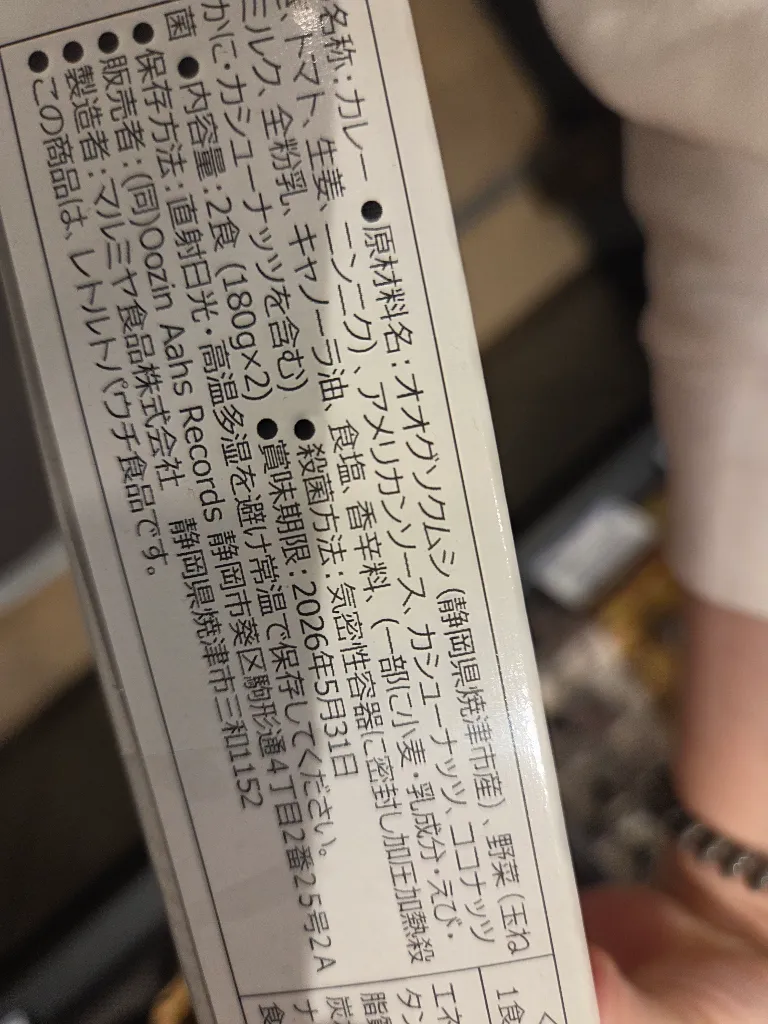 名称：カレー ●原材料名：オオグソクムシ（静岡県焼津市産）、野菜（玉ね
ぎ、トマト、生姜、ニンニク）、アメリカンソース、カシューナッツ、ココナッツ
ミルク、全粉乳、キャノーラ油、食塩、香辛料、（一部に小麦・乳成分・えび・
かに・カシューナッツを含む） ●殺菌方法：気密性容器に密封し加圧加熱殺
菌 ●内容量：2食（180g×2） ●賞味期限：2026年5月31日
●保存方法：直射日光・高温多湿を避け常温で保存してください。
●販売者：(同)Oozin Aahs Records 静岡市葵区駒形通4丁目2番25号2A
●製造者：マルミヤ食品株式会社 静岡県焼津市三和1152
●この商品は、レトルトパウチ食品です。
1食
エネ
タン
脂質
炭
ナ
食